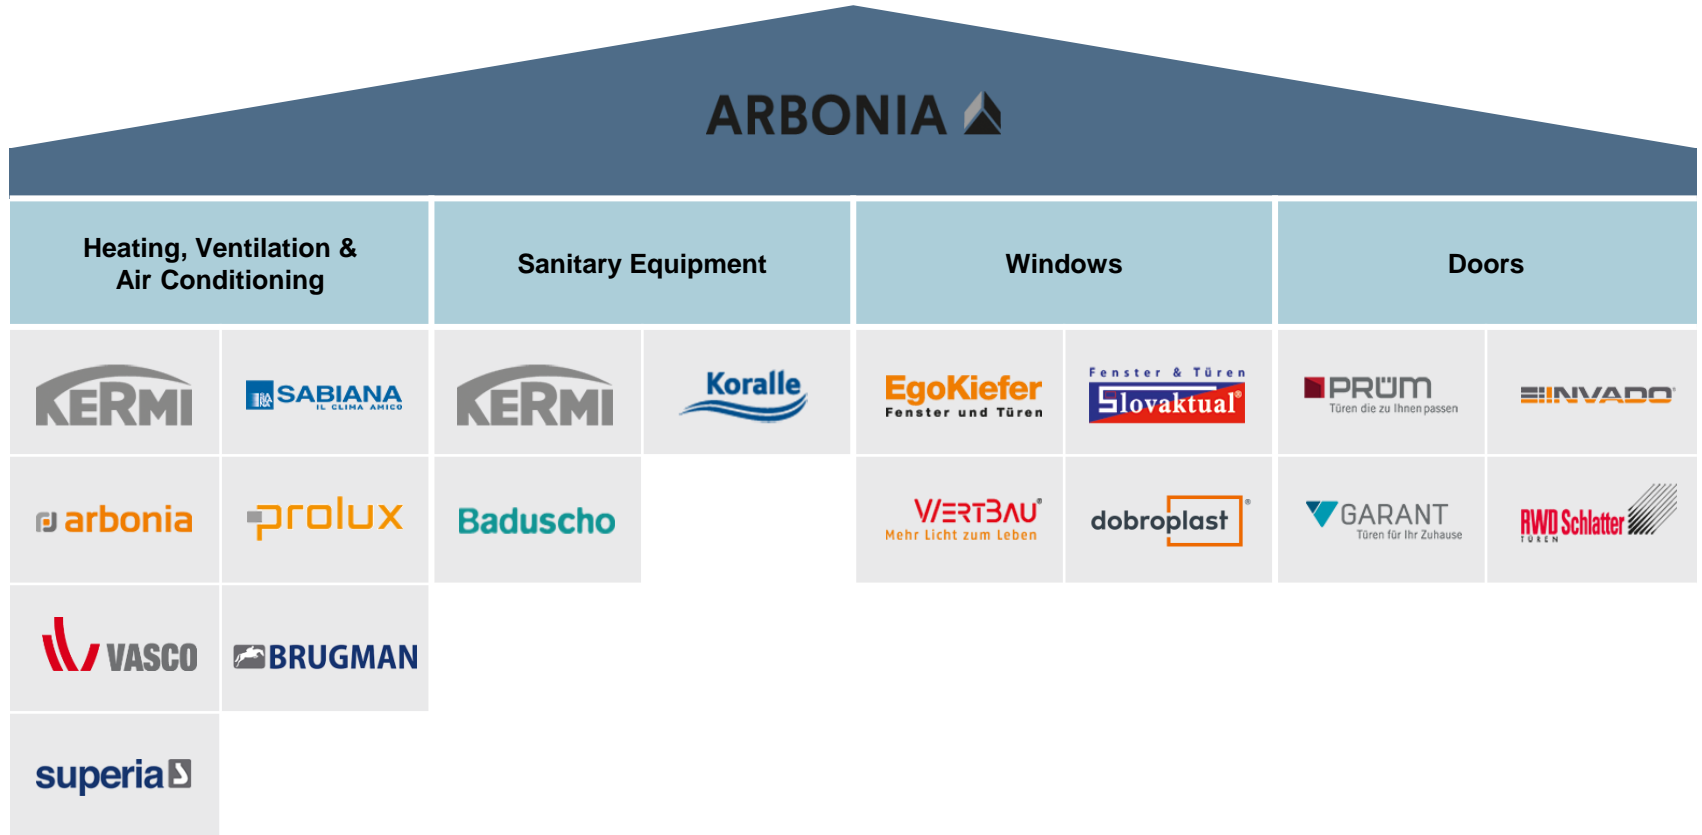 ARBONIA
Heating, Ventilation &
Air Conditioning
Sanitary Equipment
Windows
Doors
KERMI
SABIANA
IL CLIMA AMICO
KERMI
Koralle
EgoKiefer
Fenster und Türen
Fenster & Türen
Slovaktual®
PRÜM
Türen die zu Ihnen passen
INVADO®
arbonia
prolux
Baduscho
WERTBAU®
Mehr Licht zum Leben
dobroplast®
GARANT
Türen für Ihr Zuhause
RWD Schlatter
TÜREN
VASCO
BRUGMAN
superia